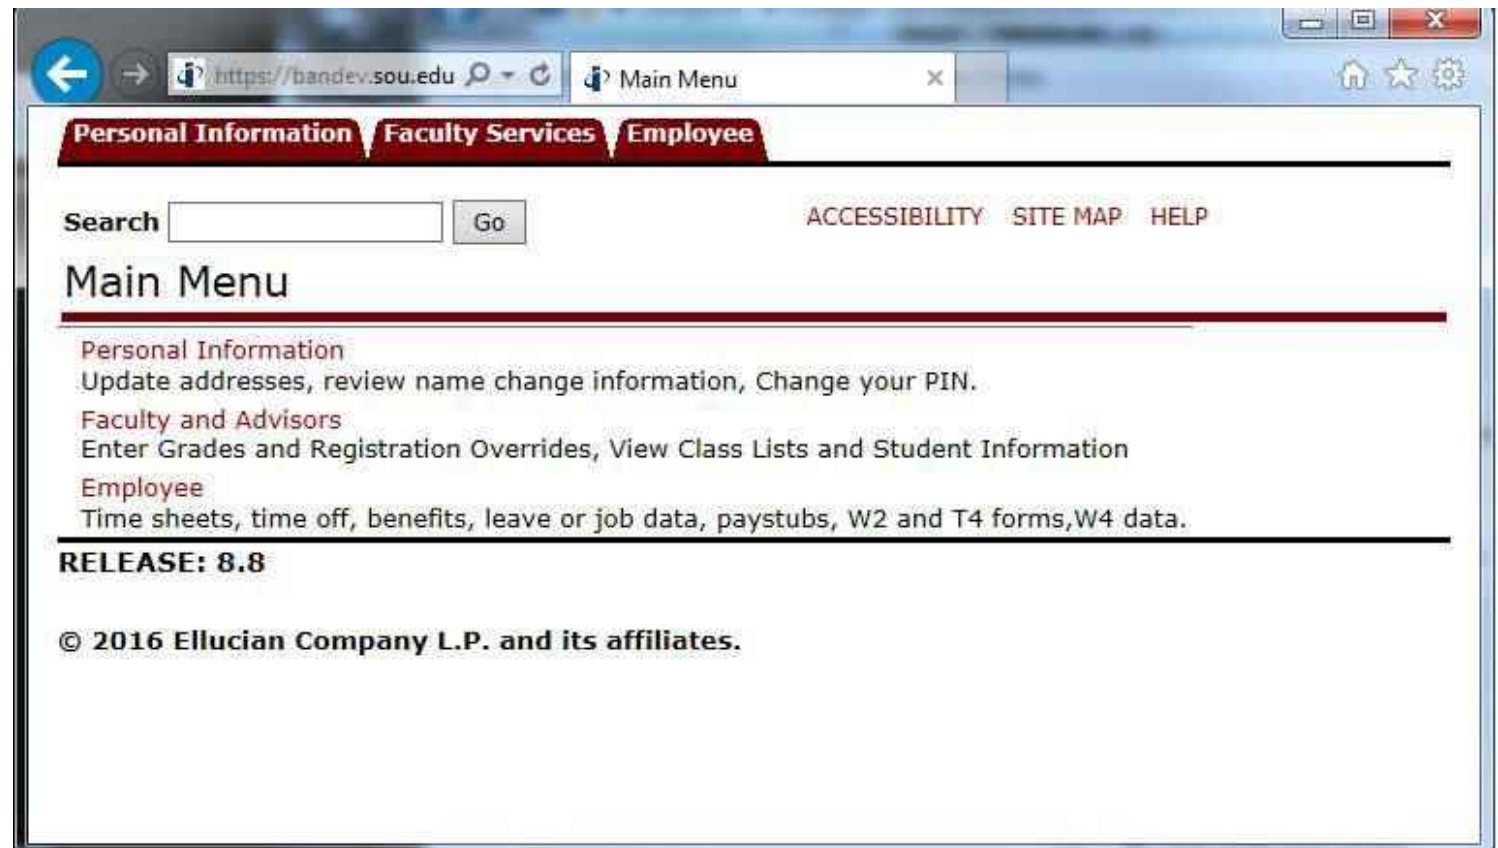 https://bandev.sou.edu
Main Menu
Personal Information Faculty Services Employee
Search Go ACCESSIBILITY SITE MAP HELP
Main Menu
Personal Information
Update addresses, review name change information, Change your PIN.
Faculty and Advisors
Enter Grades and Registration Overrides, View Class Lists and Student Information
Employee
Time sheets, time off, benefits, leave or job data, paystubs, W2 and T4 forms,W4 data.
RELEASE: 8.8
© 2016 Ellucian Company L.P. and its affiliates.